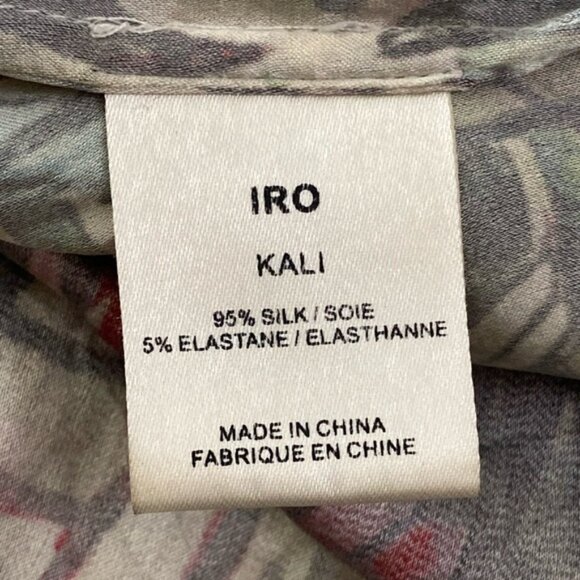 IRO
KALI
95% SILK / SOIE
5% ELASTANE / ELASTHANNE
MADE IN CHINA
FABRIQUE EN CHINE